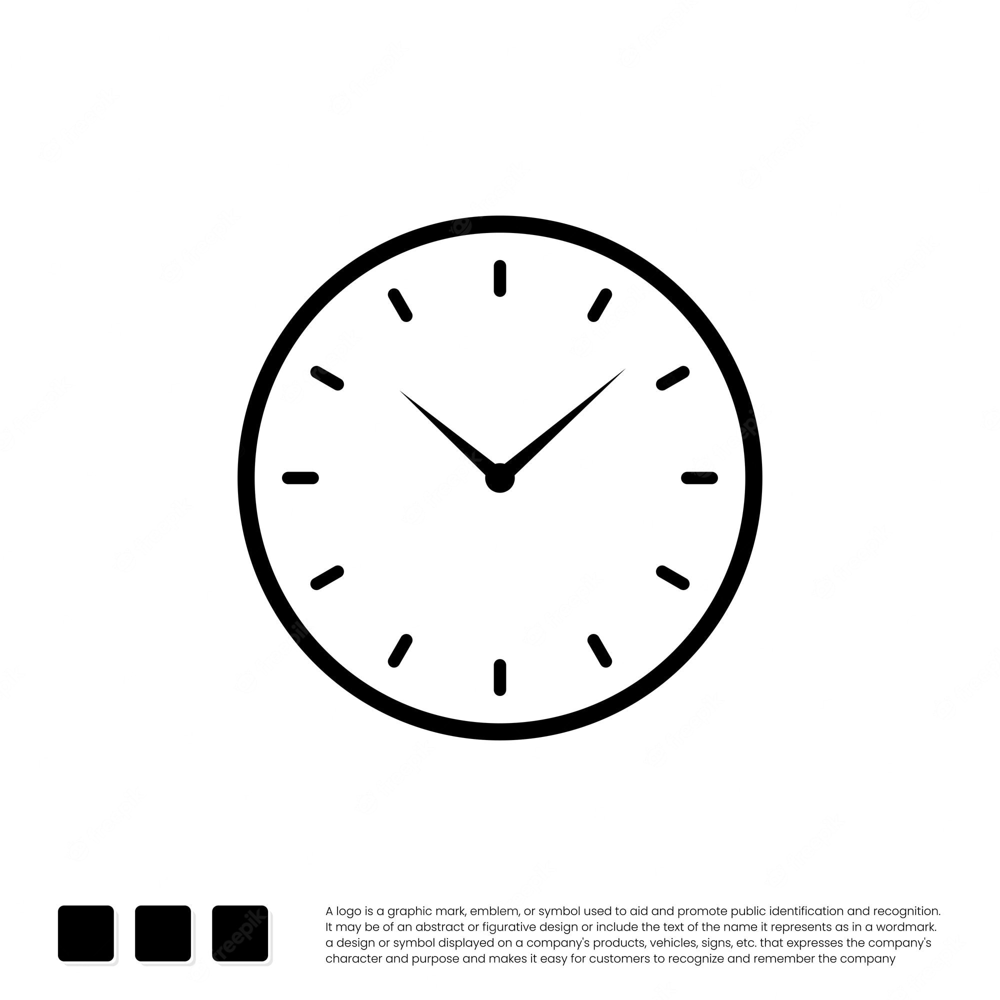 A logo is a graphic mark, emblem, or symbol used to aid and promote public identification and recognition.
It may be of an abstract or figurative design or include the text of the name it represents as in a wordmark.
a design or symbol displayed on a company's products, vehicles, signs, etc. that expresses the company's
character and purpose and makes it easy for customers to recognize and remember the company
freepik